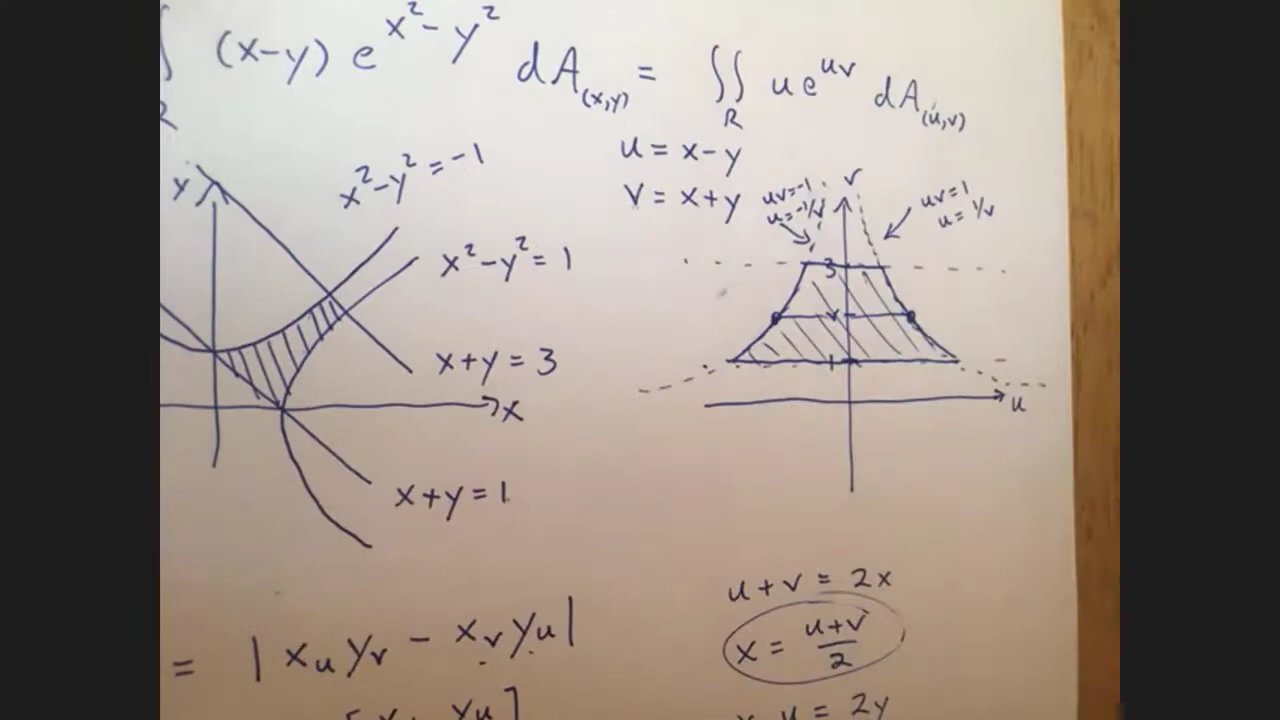 ∬ (x-y) e^{x²-y²} dA_{(x,y)} = ∬ u e^{uv} dA_{(u,v)}
R
R
u = x-y
v = x+y
y
x²-y² = -1
x²-y² = 1
x+y = 3
x
x+y = 1
uv=-1
u=-1/v
v
uv=1
u=1/v
3
v
1
u
u+v = 2x
x = (u+v)/2
= |x_u y_v - x_v y_u|
= 2y